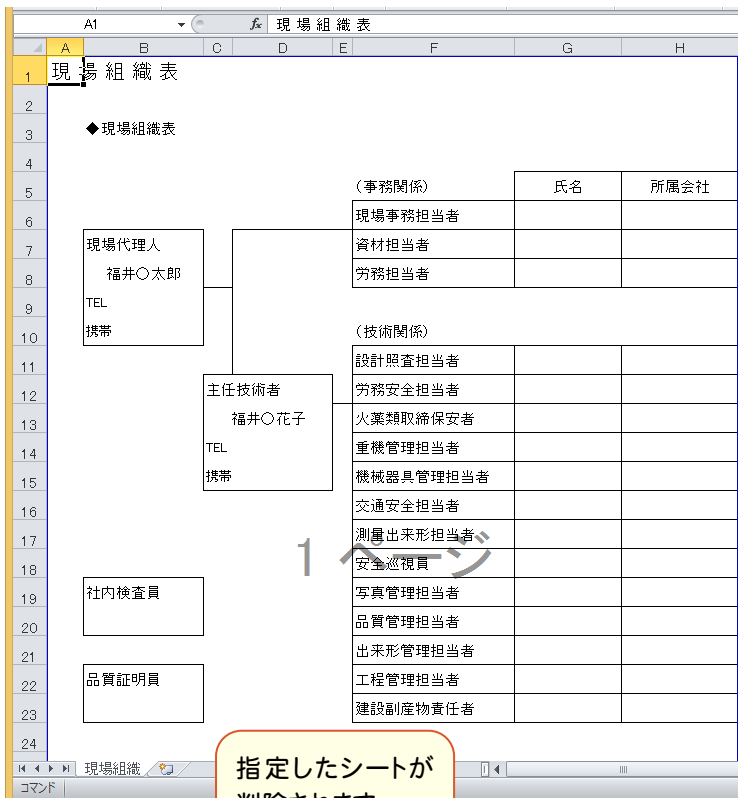 A1
fx 現 場 組 織 表
A B C D E F G H
1 現 場 組 織 表
2
3 ◆現場組織表
4
5 (事務関係) 氏名 所属会社
6 現場事務担当者
7 現場代理人 資材担当者
8 福井○太郎 労務担当者
9 TEL
10 携帯 (技術関係)
11 設計照査担当者
12 主任技術者 労務安全担当者
13 福井○花子 火薬類取締保安者
14 TEL 重機管理担当者
15 携帯 機械器具管理担当者
16 交通安全担当者
17 測量出来形担当者
1 ページ
18 安全巡視員
19 社内検査員 写真管理担当者
20 品質管理担当者
21 出来形管理担当者
22 品質証明員 工程管理担当者
23 建設副産物責任者
24
現場組織
コマンド
指定したシートが
削除されます